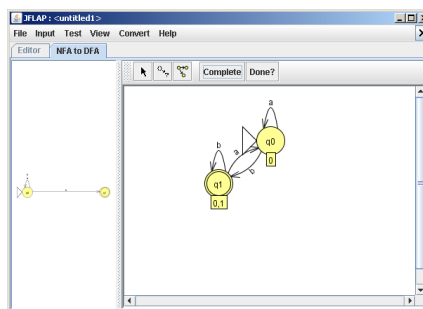 JFLAP : <untitled1>
File Input Test View Convert Help
Editor NFA to DFA
Complete Done?
a
q0
0
a
b
b
q1
0,1